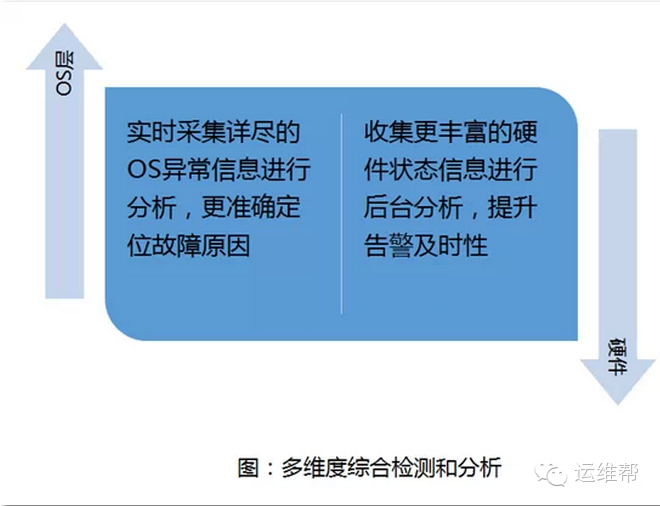 OS层
实时采集详尽的
OS异常信息进行
分析，更准确定
位故障原因
收集更丰富的硬
件状态信息进行
后台分析，提升
告警及时性
硬件
图：多维度综合检测和分析
运维帮